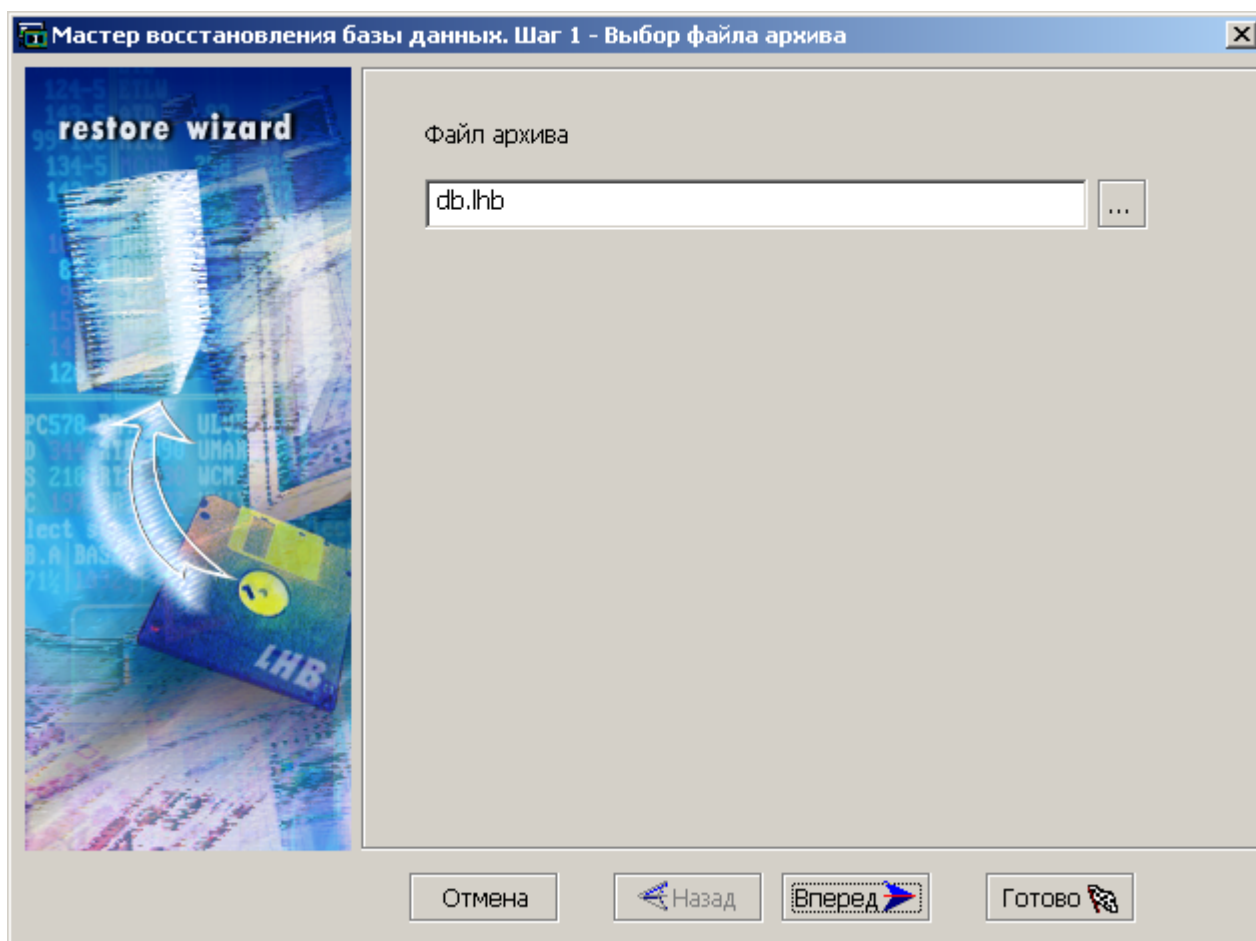 Мастер восстановления базы данных. Шаг 1 - Выбор файла архива
restore wizard
Файл архива
db.lhb
...
LHB
Отмена
Назад
Вперед
Готово